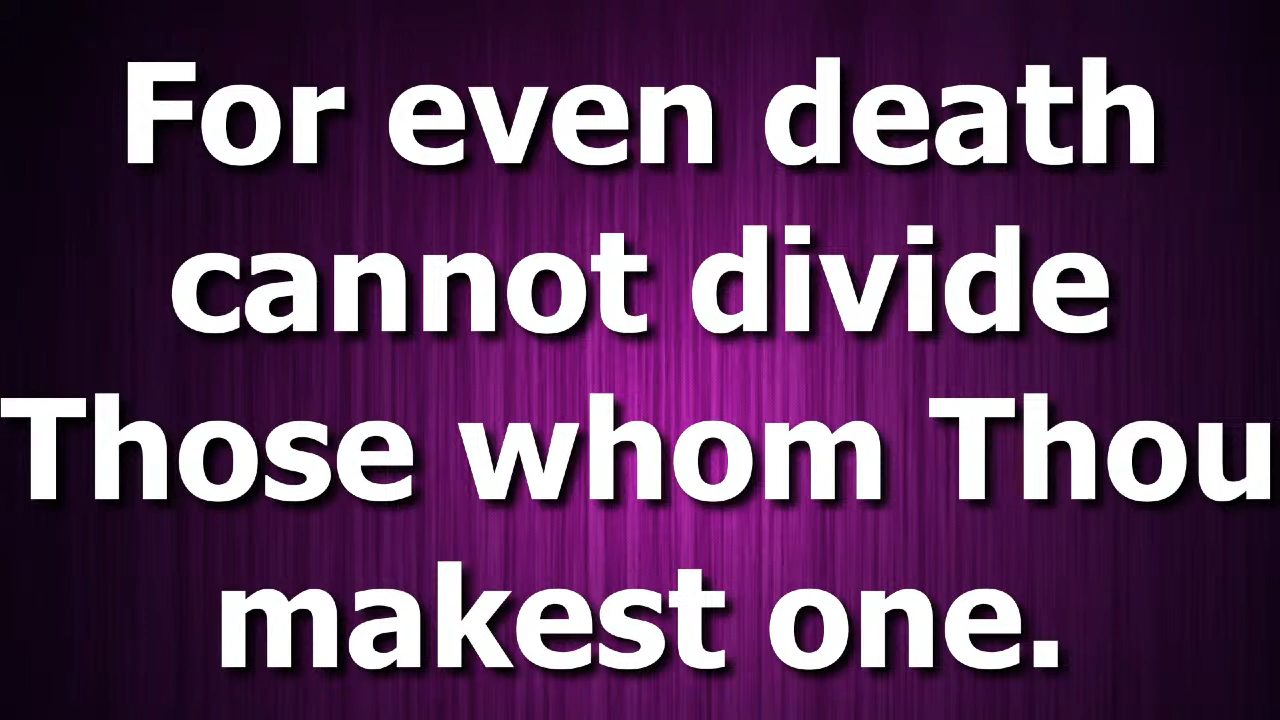 For even death
cannot divide
Those whom Thou
makest one.